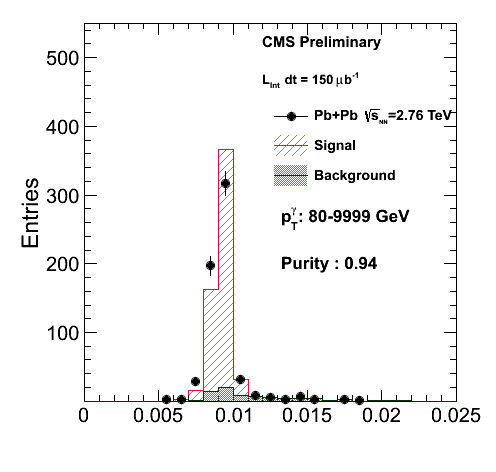 CMS Preliminary
L_Int dt = 150 μb⁻¹
Pb+Pb √s_NN=2.76 TeV
Signal
Background
p_T^γ: 80-9999 GeV
Purity : 0.94
Entries
500
400
300
200
100
0 0.005 0.01 0.015 0.02 0.025